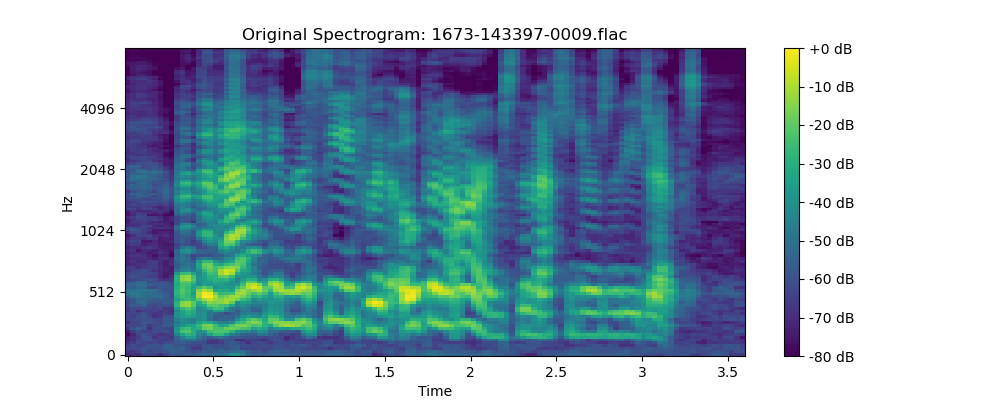 Original Spectrogram: 1673-143397-0009.flac
Hz
4096
2048
1024
512
0
0
0.5
1
1.5
2
2.5
3
3.5
Time
+0 dB
-10 dB
-20 dB
-30 dB
-40 dB
-50 dB
-60 dB
-70 dB
-80 dB